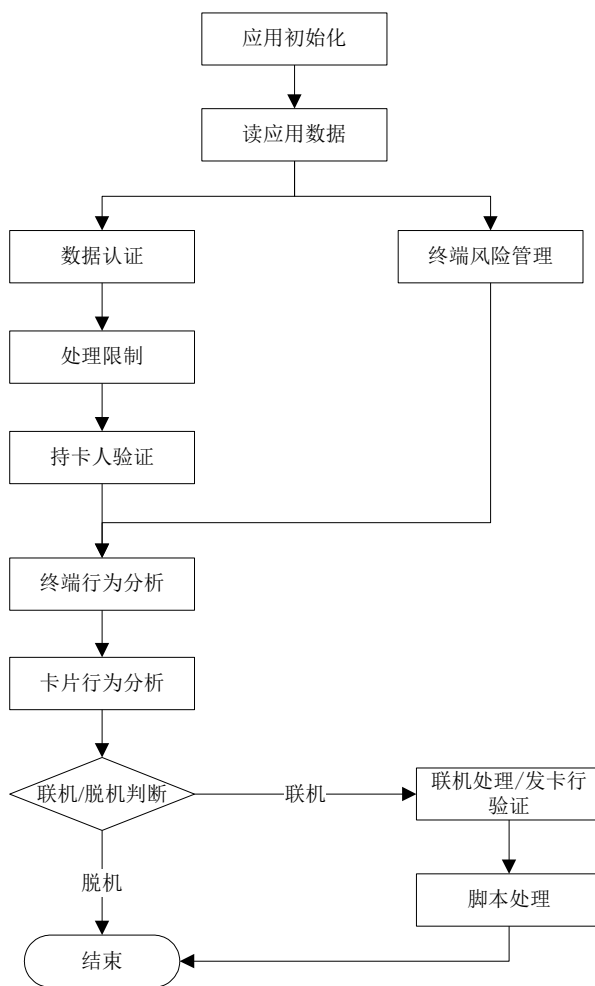 应用初始化
读应用数据
数据认证
终端风险管理
处理限制
持卡人验证
终端行为分析
卡片行为分析
联机/脱机判断
联机
联机处理/发卡行
验证
脱机
脚本处理
结束